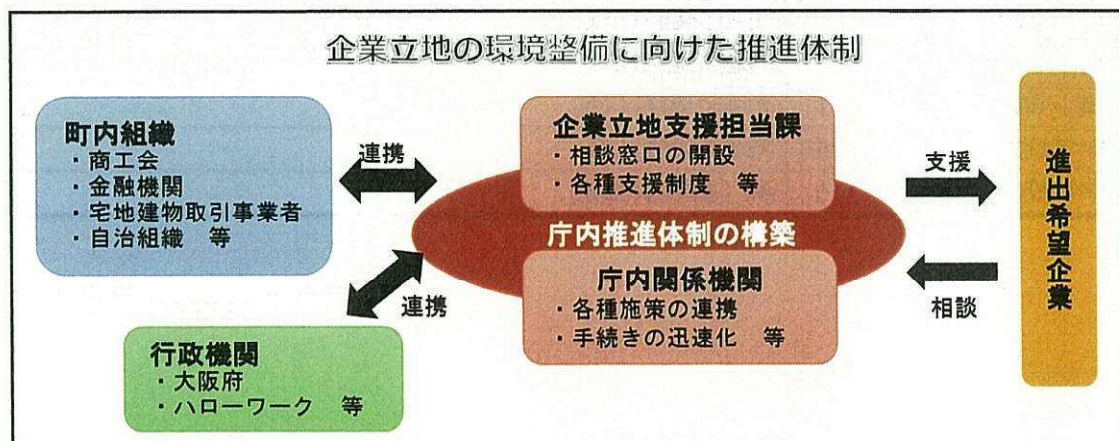 企業立地の環境整備に向けた推進体制
町内組織
・商工会
・金融機関
・宅地建物取引事業者
・自治組織　等
連携
行政機関
・大阪府
・ハローワーク　等
連携
企業立地支援担当課
・相談窓口の開設
・各種支援制度　等
庁内推進体制の構築
庁内関係機関
・各種施策の連携
・手続きの迅速化　等
支援
相談
進出希望企業